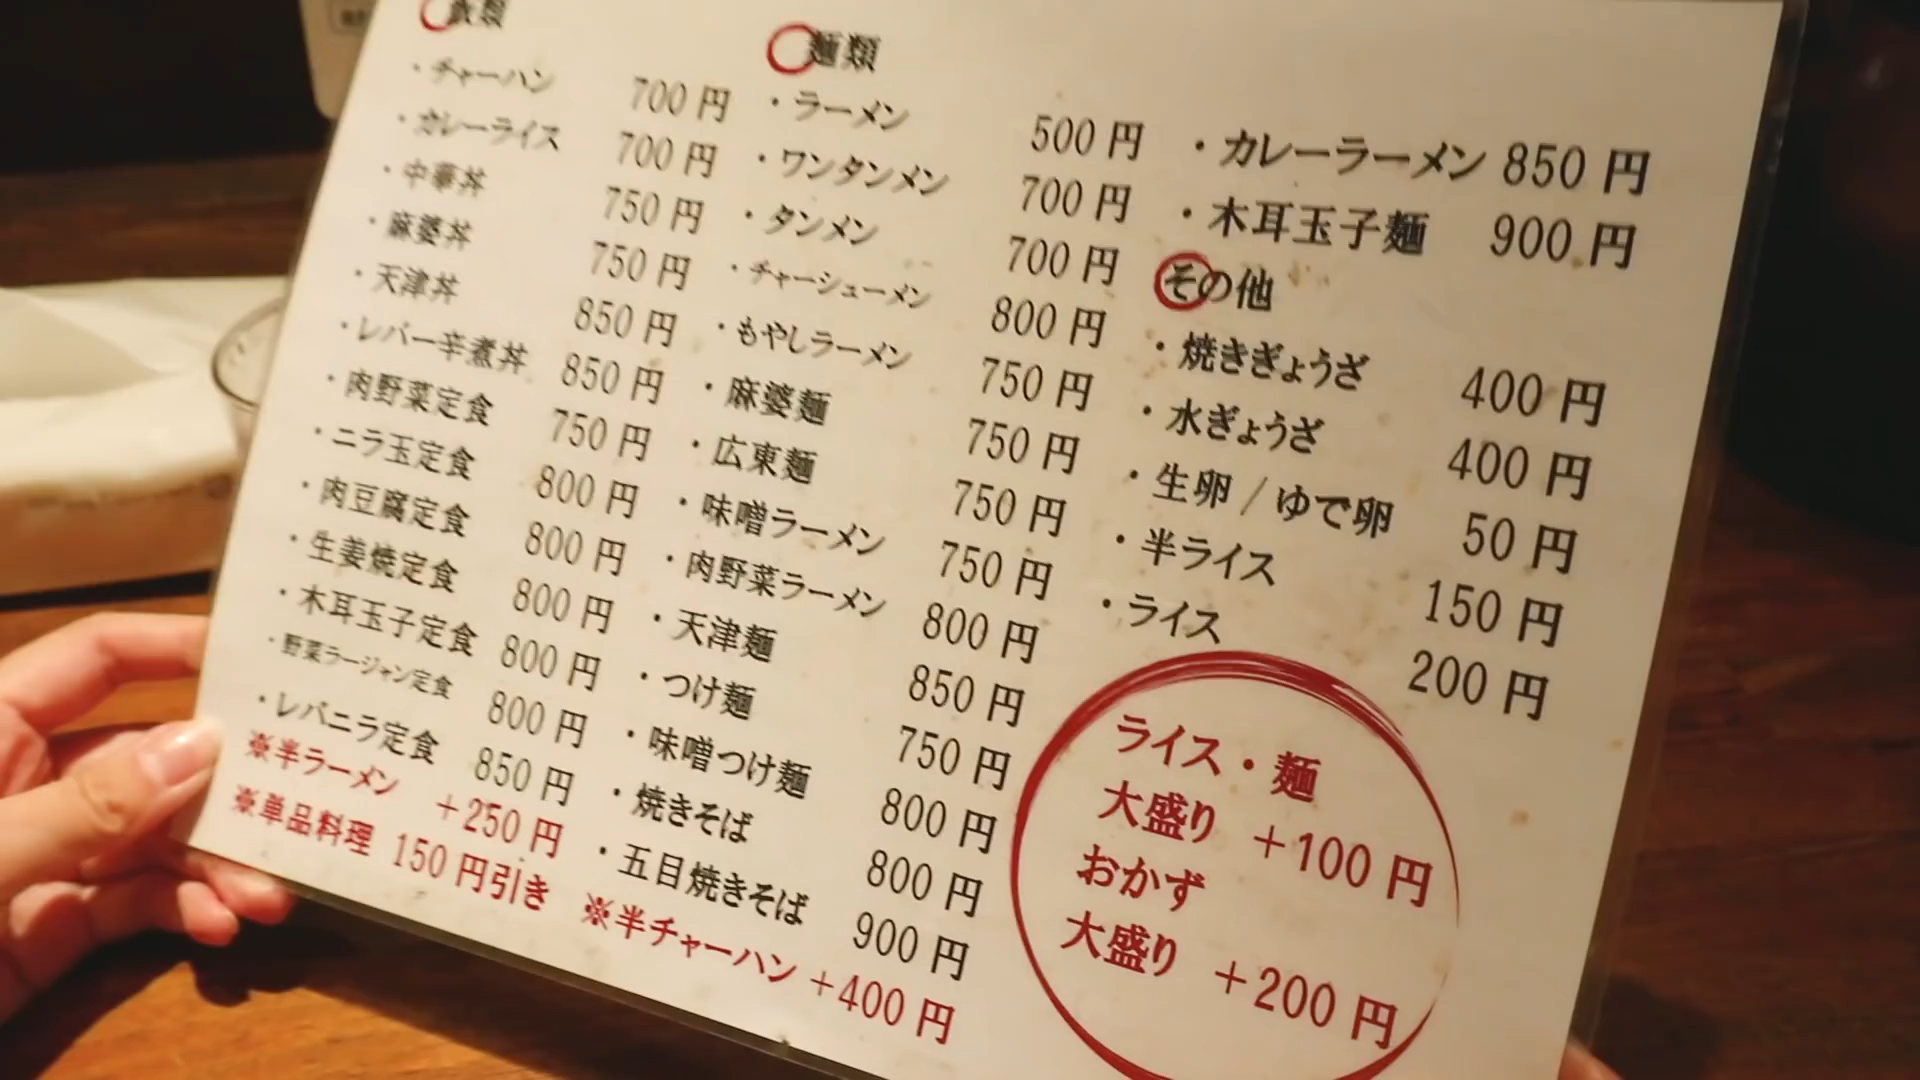 飯類
・チャーハン 700円
・カレーライス 700円
・中華丼 750円
・麻婆丼 750円
・天津丼 850円
・レバー辛煮丼 850円
・肉野菜定食 750円
・ニラ玉定食 800円
・肉豆腐定食 800円
・生姜焼定食 800円
・木耳玉子定食 800円
・野菜ラージャン定食 800円
・レバニラ定食 850円
※半ラーメン +250円
※単品料理 150円引き
麺類
・ラーメン 500円
・ワンタンメン 700円
・タンメン 700円
・チャーシューメン 800円
・もやしラーメン 750円
・麻婆麺 750円
・広東麺 750円
・味噌ラーメン 750円
・肉野菜ラーメン 800円
・天津麺 850円
・つけ麺 750円
・味噌つけ麺 800円
・焼きそば 800円
・五目焼きそば 900円
※半チャーハン +400円
・カレーラーメン 850円
・木耳玉子麺 900円
その他
・焼きぎょうざ 400円
・水ぎょうざ 400円
・生卵 / ゆで卵 50円
・半ライス 150円
・ライス 200円
ライス・麺
大盛り +100円
おかず
大盛り +200円